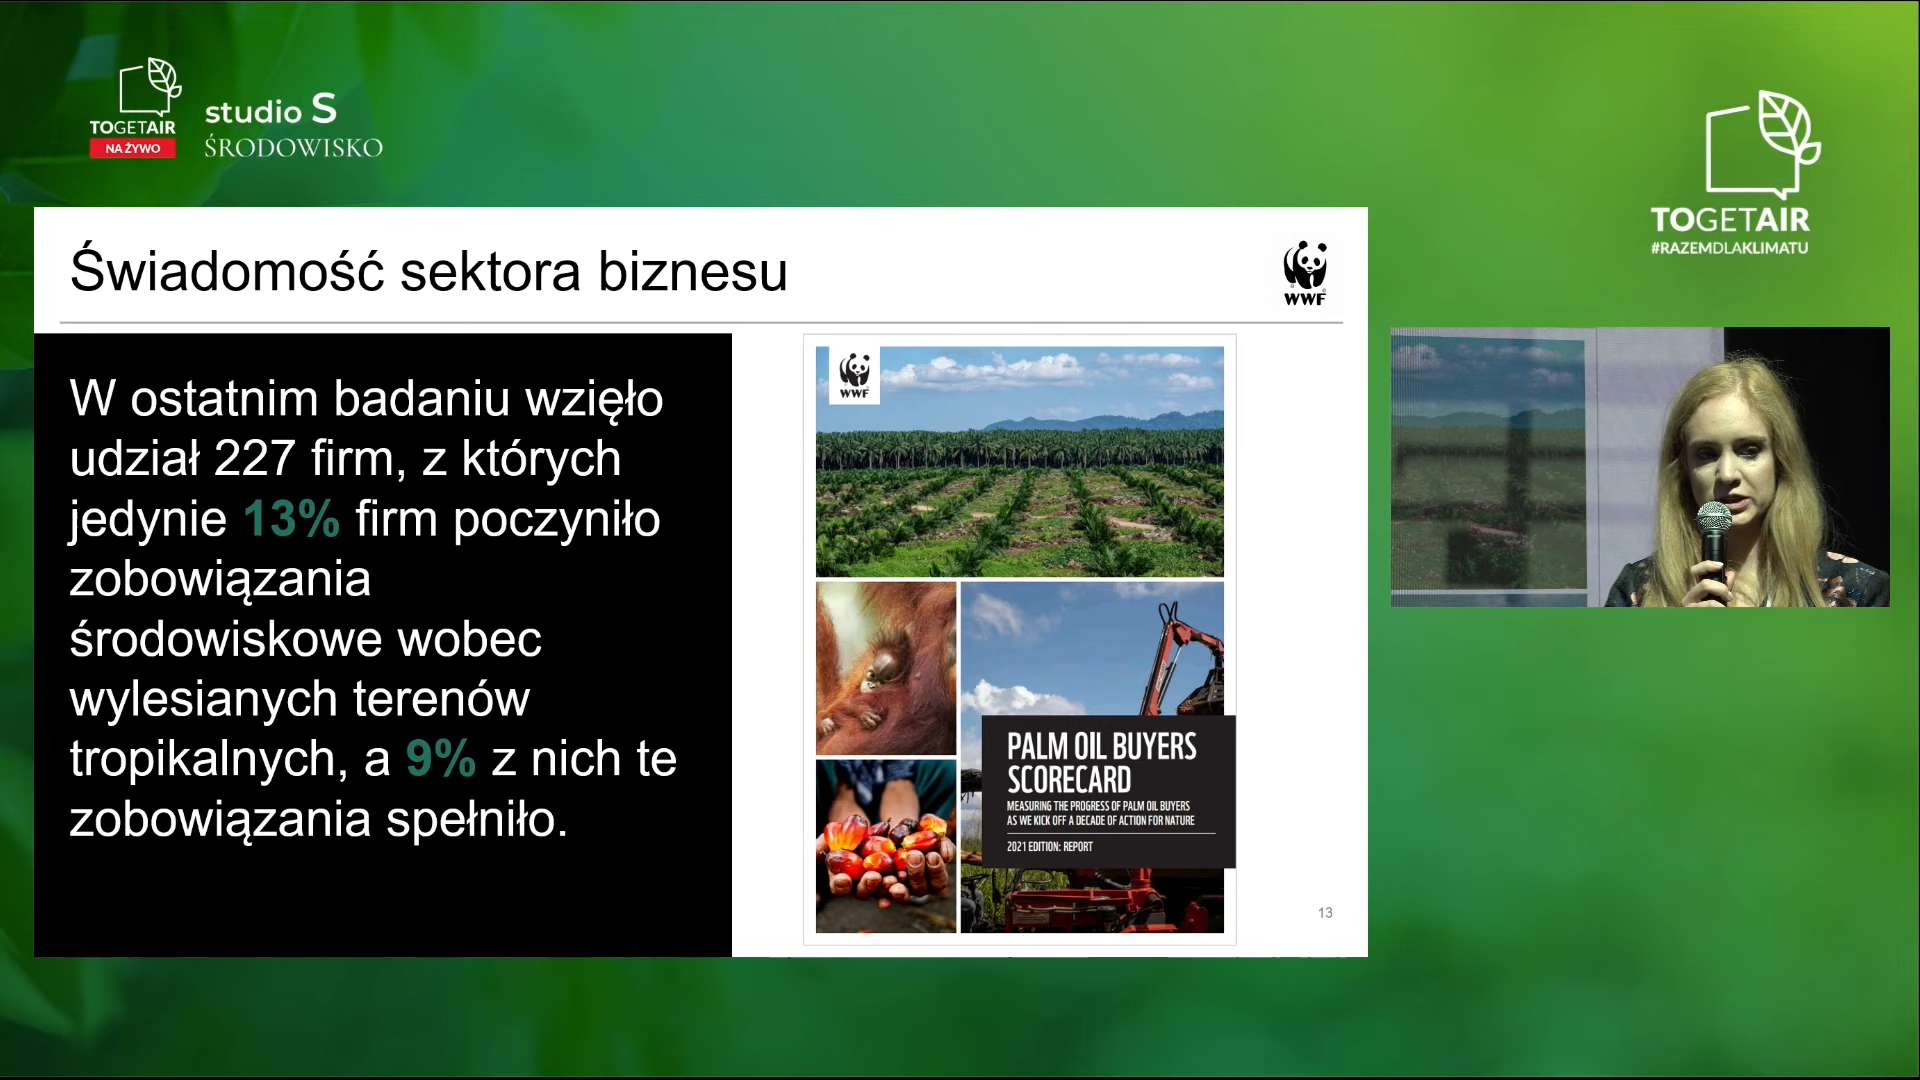 TOGETAIR
NA ŻYWO
studio S
ŚRODOWISKO
TOGETAIR
#RAZEMDLAKLIMATU
Świadomość sektora biznesu
WWF
W ostatnim badaniu wzięło
udział 227 firm, z których
jedynie 13% firm poczyniło
zobowiązania
środowiskowe wobec
wylesianych terenów
tropikalnych, a 9% z nich te
zobowiązania spełniło.
WWF
PALM OIL BUYERS
SCORECARD
MEASURING THE PROGRESS OF PALM OIL BUYERS
AS WE KICK OFF A DECADE OF ACTION FOR NATURE
2021 EDITION: REPORT
13